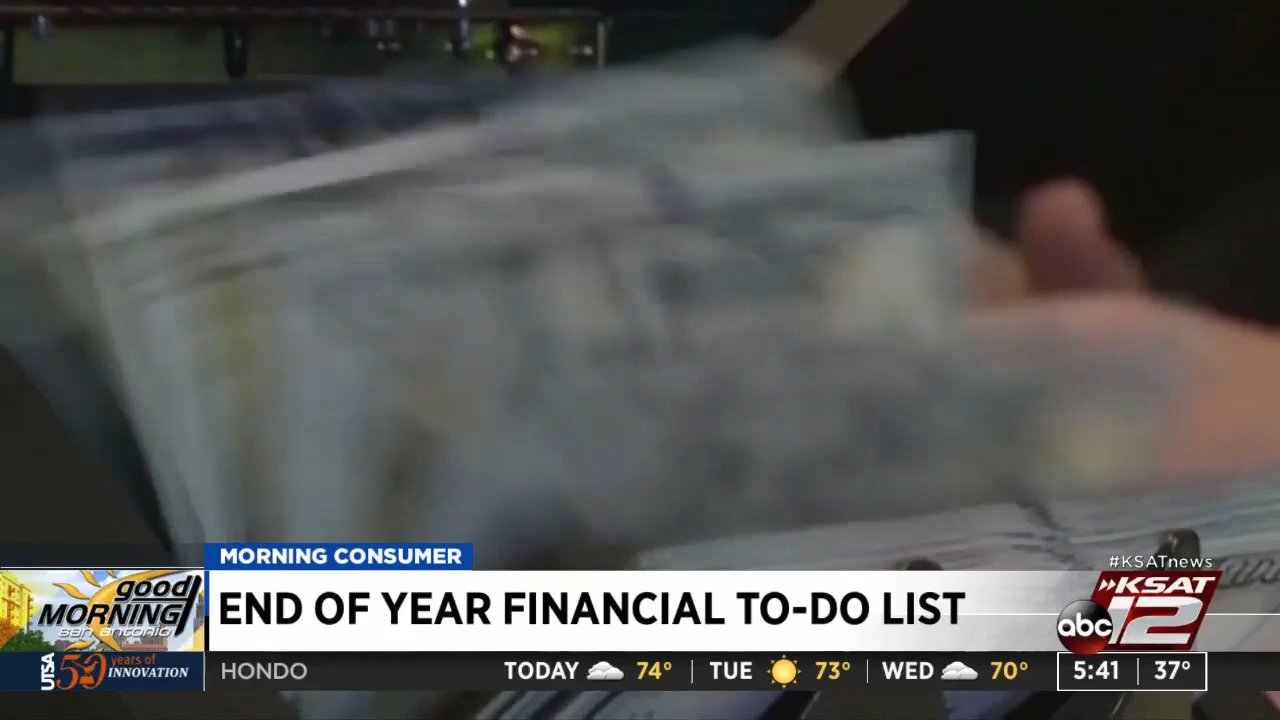 MORNING CONSUMER
#KSATnews
good
MORNING
san antonio
END OF YEAR FINANCIAL TO-DO LIST
KSAT
abc 12
UTSA 50 years of
INNOVATION
HONDO
TODAY 74° TUE 73° WED 70°
5:41 37°